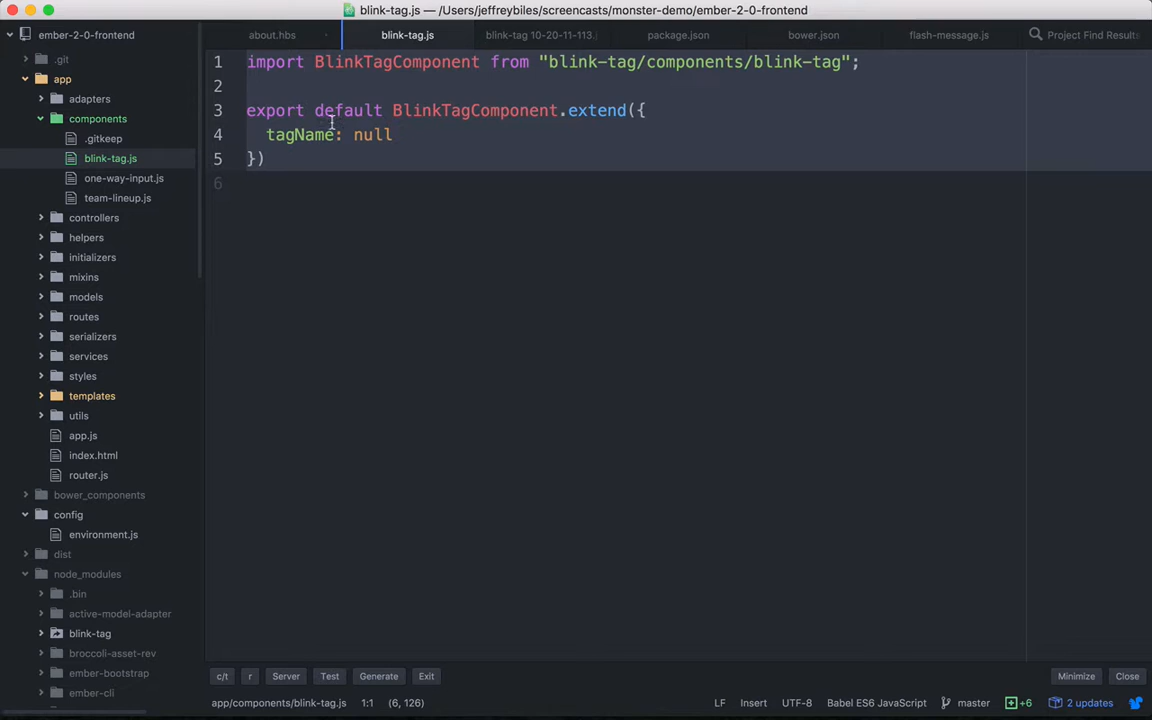 blink-tag.js — /Users/jeffreybiles/screencasts/monster-demo/ember-2-0-frontend
ember-2-0-frontend
.git
app
adapters
components
.gitkeep
blink-tag.js
one-way-input.js
team-lineup.js
controllers
helpers
initializers
mixins
models
routes
serializers
services
styles
templates
utils
app.js
index.html
router.js
bower_components
config
environment.js
dist
node_modules
.bin
active-model-adapter
blink-tag
broccoli-asset-rev
ember-bootstrap
ember-cli
about.hbs blink-tag.js blink-tag 10-20-11-113. package.json bower.json flash-message.js Project Find Results
1 import BlinkTagComponent from "blink-tag/components/blink-tag";
2
3 export default BlinkTagComponent.extend({
4 tagName: null
5 })
6
c/t r Server Test Generate Exit Minimize Close
app/components/blink-tag.js 1:1 (6, 126) LF Insert UTF-8 Babel ES6 JavaScript master +6 2 updates